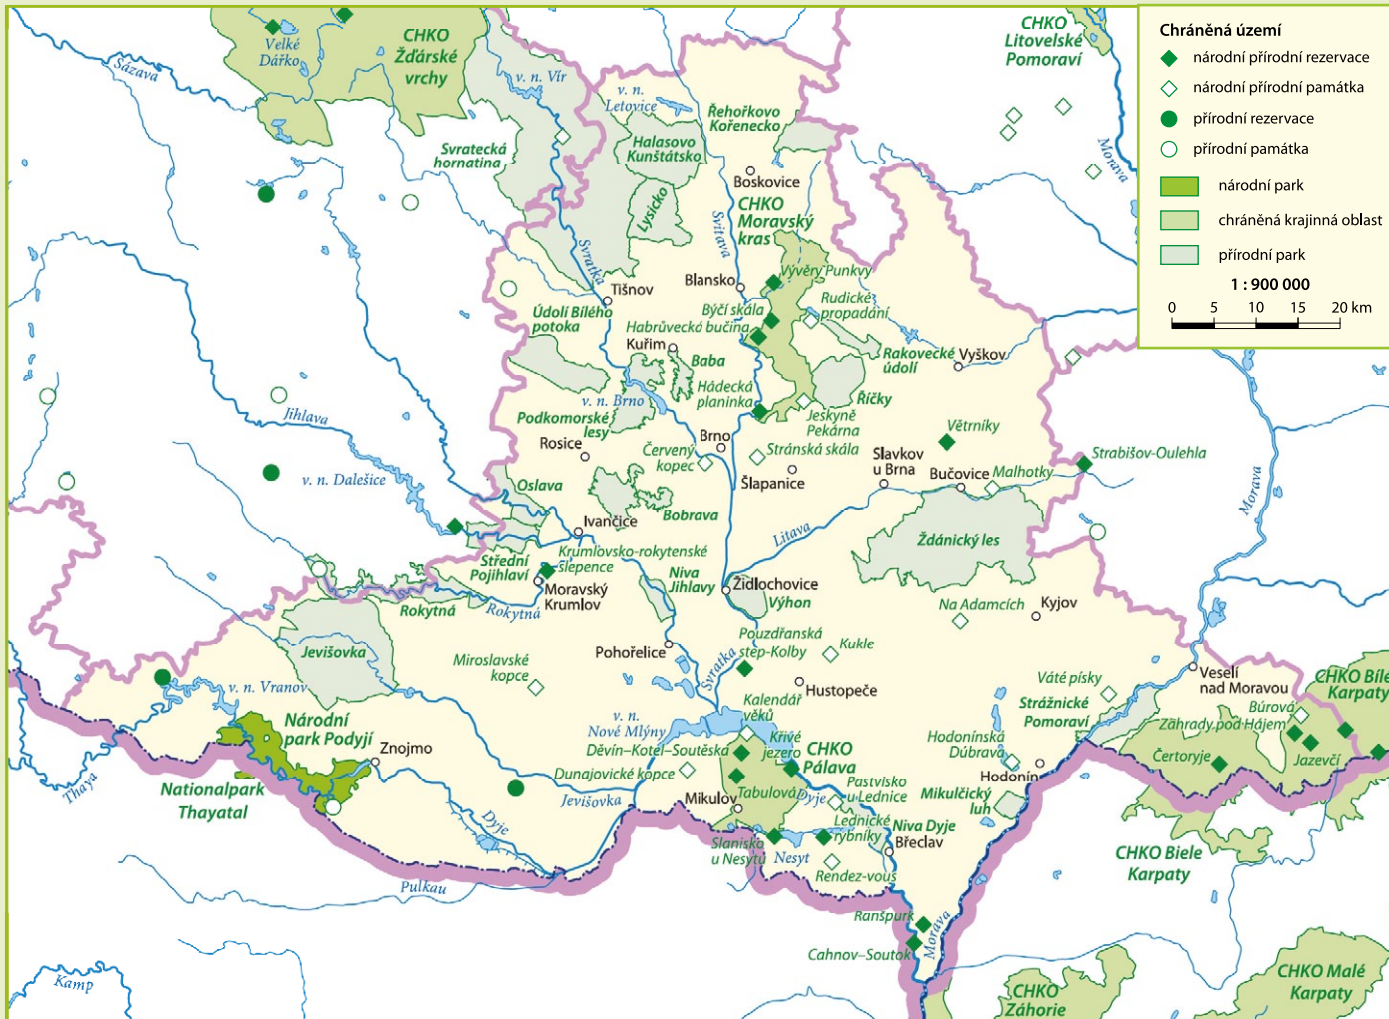 Chráněná území
národní přírodní rezervace
národní přírodní památka
přírodní rezervace
přírodní památka
národní park
chráněná krajinná oblast
přírodní park
1 : 900 000
0 5 10 15 20 km
Velké
Dářko
CHKO
Žďárské
vrchy
Sázava
v. n. Vír
v. n.
Letovice
Řehořkovo
Kořenecko
CHKO
Litovelské
Pomoraví
Morava
Svratecká
hornatina
Halasovo
Kunštátsko
Boskovice
Lysicko
Svitava
CHKO
Moravský
kras
Svratka
Tišnov
Blansko
Vývěry Punkvy
Býčí skála
Rudické
propadání
Údolí Bílého
potoka
Habrůvecká bučina
Kuřim
Baba
Rakovecké
údolí
Vyškov
Hádecká
planinka
Říčky
v. n. Brno
Jeskyně
Pekárna
Jihlava
Podkomorské
lesy
Rosice
Brno
Červený
kopec
Stránská skála
Větrníky
Slavkov
u Brna
Bučovice
Malhotky
Strabišov-Oulehla
Morava
v. n. Dalešice
Oslava
Šlapanice
Bobrava
Ivančice
Litava
Ždánický les
Střední
Pojihlaví
Krumlovsko-rokytenské
slepence
Moravský
Krumlov
Niva
Jihlavy
Židlochovice
Výhon
Rokytná
Rokytná
Na Adamcích
Kyjov
Jevišovka
Pohořelice
Pouzdřanská
step-Kolby
Kukle
Miroslavské
kopce
Svratka
Hustopeče
Váté písky
Veselí
nad Moravou
CHKO Bílé
Karpaty
v. n. Vranov
Národní
park Podyjí
Znojmo
v. n.
Nové Mlýny
Kalendář
věků
Strážnické
Pomoraví
Búrová
Zahrady pod Hájem
Děvín–Kotel–Soutěska
Křivé
jezero
CHKO
Pálava
Hodonínská
Dúbrava
Čertoryje
Jazevčí
Dunajovické kopce
Hodonín
Thaya
Nationalpark
Thayatal
Jevišovka
Mikulov
Tabulová
Dyje
Pastvisko
u Lednice
Mikulčický
luh
Lednické
rybníky
Niva Dyje
Břeclav
Dyje
Slanisko
u Nesytu
Nesyt
Rendez-vous
CHKO Biele
Karpaty
Pulkau
Ranšpurk
Morava
Cahnov–Soutok
Kamp
CHKO
Záhorie
CHKO Malé
Karpaty